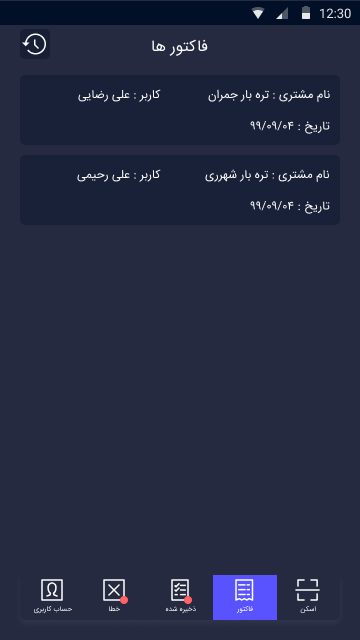 12:30
فاکتور ها
نام مشتری : تره بار جمران کاربر : علی رضایی
تاریخ : ۹۹/۰۹/۰۴
نام مشتری : تره بار شهرری کاربر : علی رحیمی
تاریخ : ۹۹/۰۹/۰۴
اسکن فاکتور ذخیره شده خطا حساب کاربری